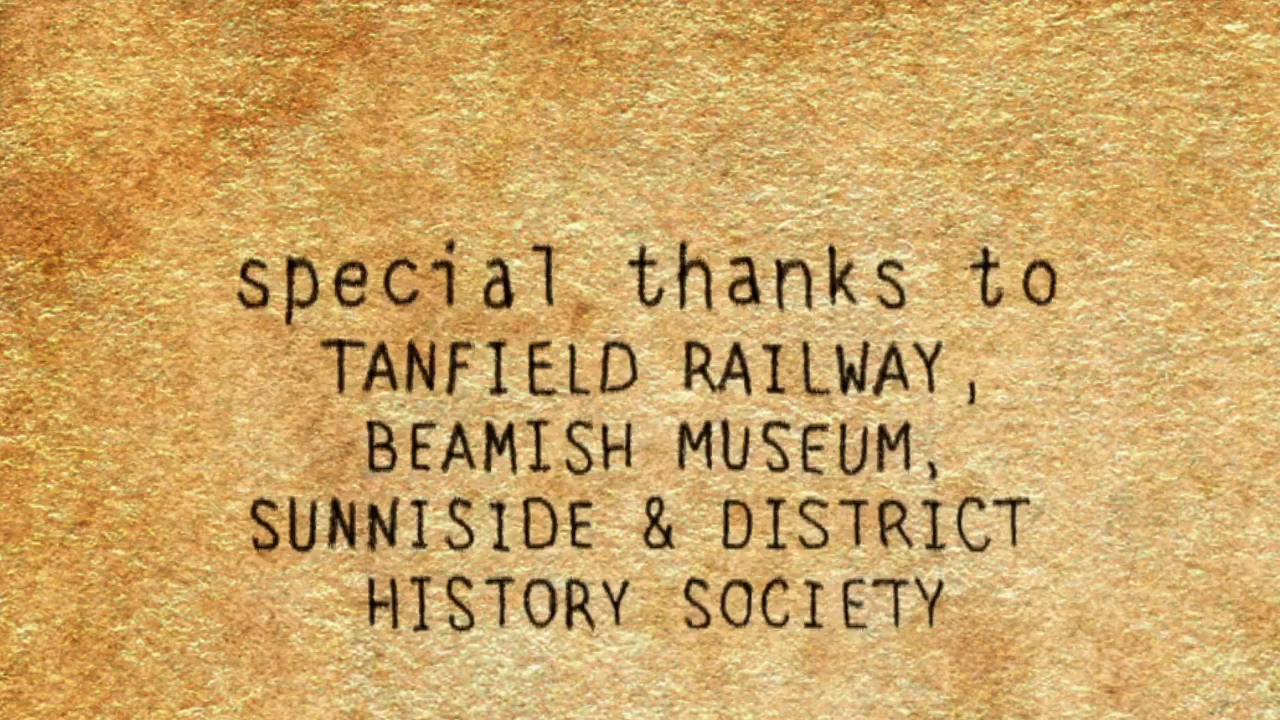 special thanks to
TANFIELD RAILWAY,
BEAMISH MUSEUM,
SUNNISIDE & DISTRICT
HISTORY SOCIETY